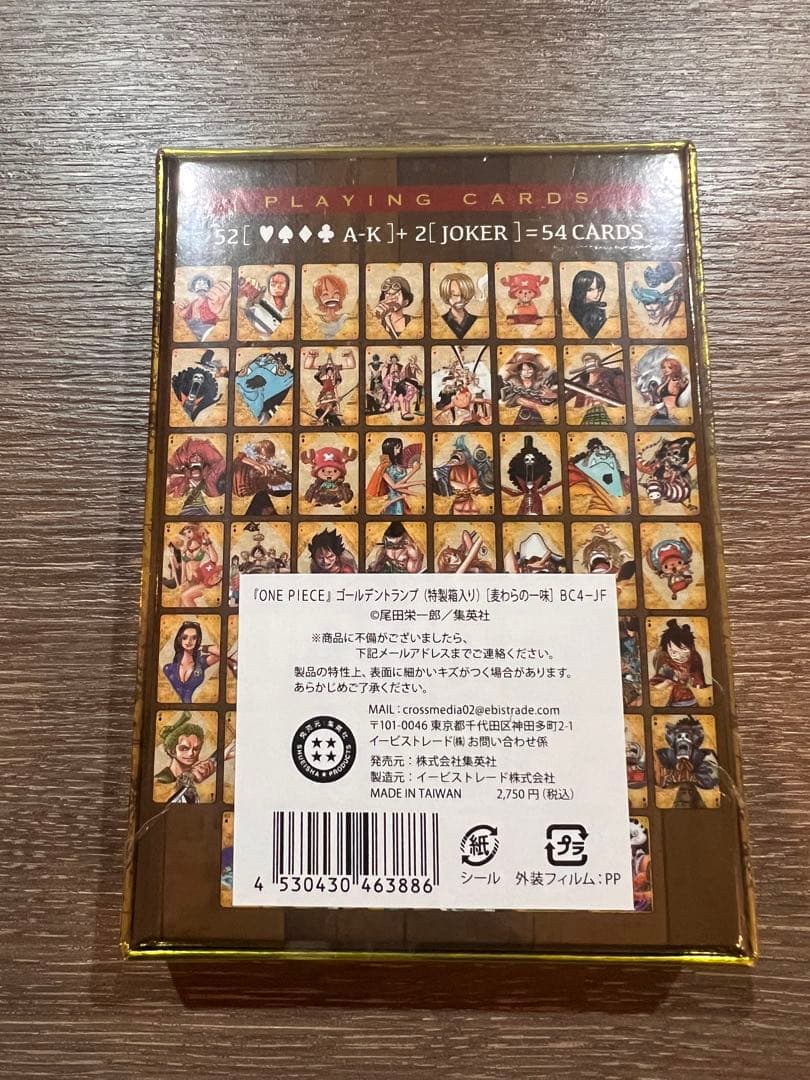 PLAYING CARDS
52 [ ♥♠♦♣ A-K ] + 2 [ JOKER ] = 54 CARDS
『ONE PIECE』ゴールデントランプ（特製箱入り）[麦わらの一味] BC4-JF
©尾田栄一郎／集英社
※商品に不備がございましたら、
下記メールアドレスまでご連絡ください。
製品の特性上、表面に細かいキズがつく場合があります。
あらかじめご了承ください。
MAIL：crossmedia02@ebistrade.com
〒101-0046 東京都千代田区神田多町2-1
イービストレード㈱ お問い合わせ係
発売元：株式会社集英社
製造元：イービストレード株式会社
MADE IN TAIWAN 2,750円（税込）
発売元 集英社
SHUEISHA ★ PRODUCTS
4 530430 463886
紙
シール
プラ
外装フィルム：PP